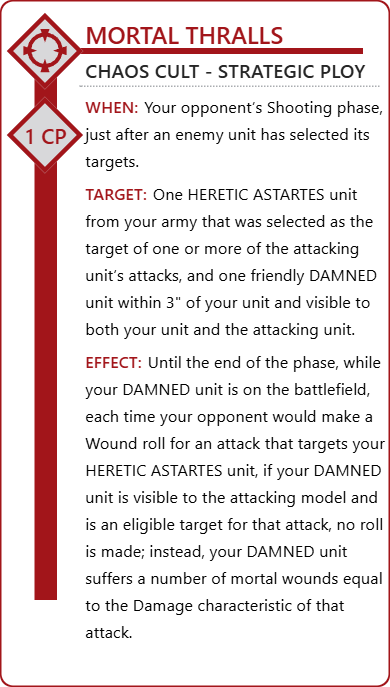 MORTAL THRALLS
CHAOS CULT - STRATEGIC PLOY
1 CP
WHEN: Your opponent’s Shooting phase,
just after an enemy unit has selected its
targets.
TARGET: One HERETIC ASTARTES unit
from your army that was selected as the
target of one or more of the attacking
unit’s attacks, and one friendly DAMNED
unit within 3" of your unit and visible to
both your unit and the attacking unit.
EFFECT: Until the end of the phase, while
your DAMNED unit is on the battlefield,
each time your opponent would make a
Wound roll for an attack that targets your
HERETIC ASTARTES unit, if your DAMNED
unit is visible to the attacking model and
is an eligible target for that attack, no roll
is made; instead, your DAMNED unit
suffers a number of mortal wounds equal
to the Damage characteristic of that
attack.